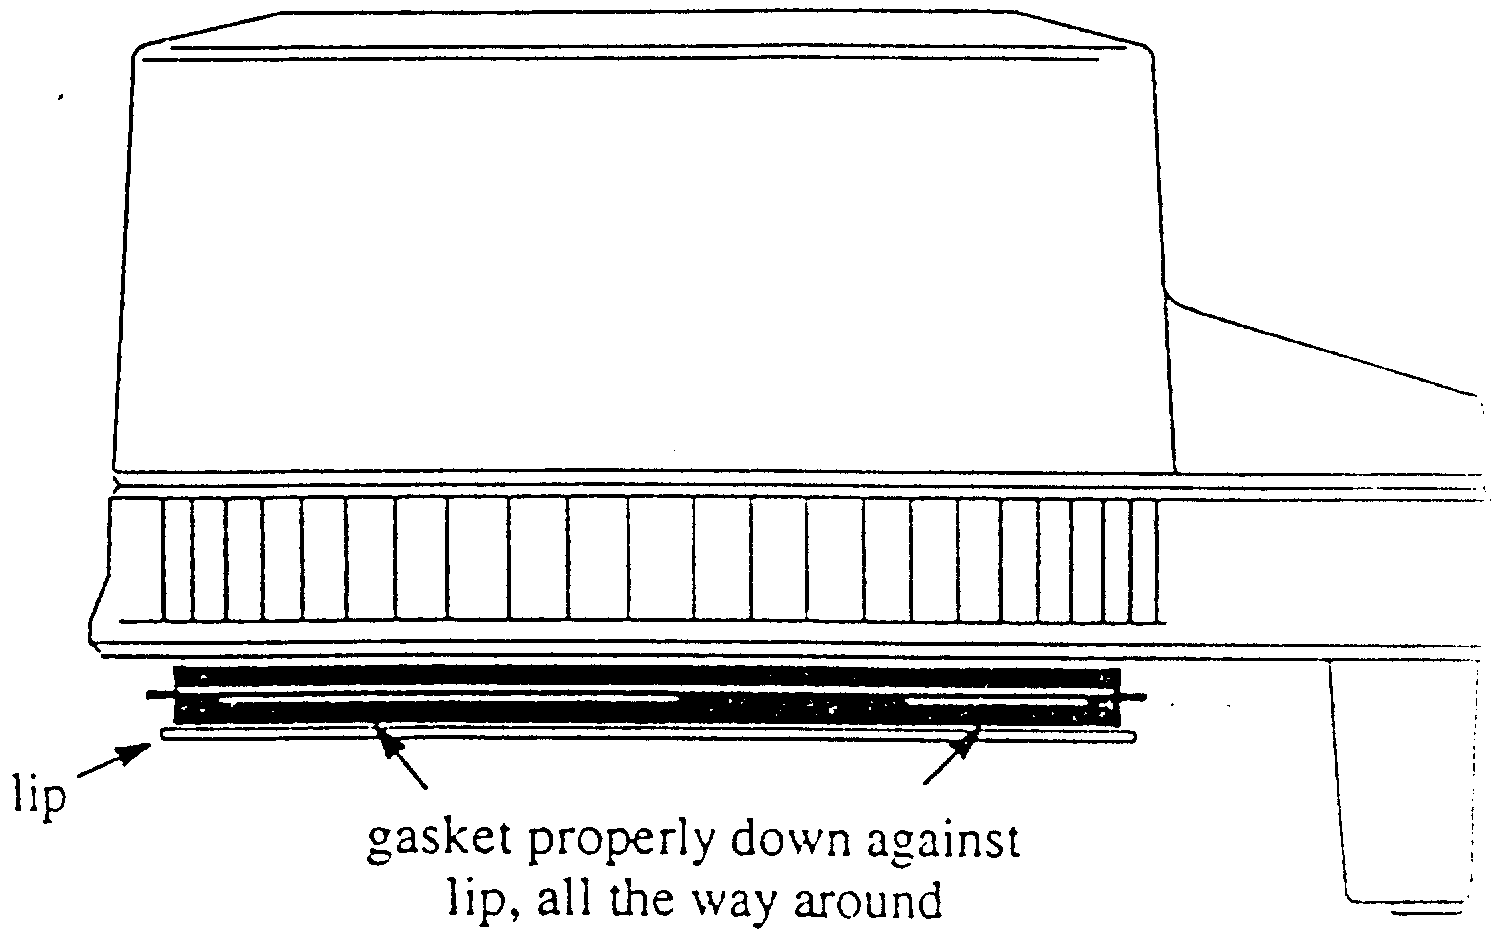 lip
gasket properly down against
lip, all the way around